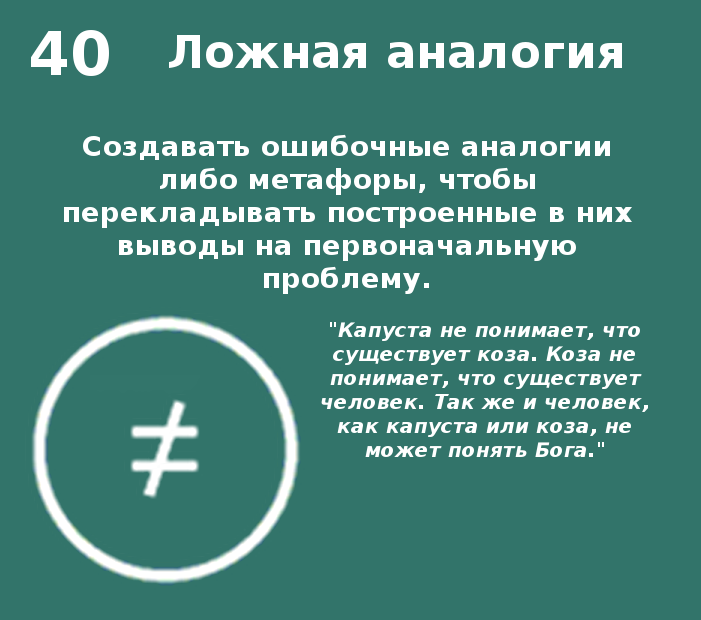 40 Ложная аналогия
Создавать ошибочные аналогии
либо метафоры, чтобы
перекладывать построенные в них
выводы на первоначальную
проблему.
"Капуста не понимает, что
существует коза. Коза не
понимает, что существует
человек. Так же и человек,
как капуста или коза, не
может понять Бога."
≠